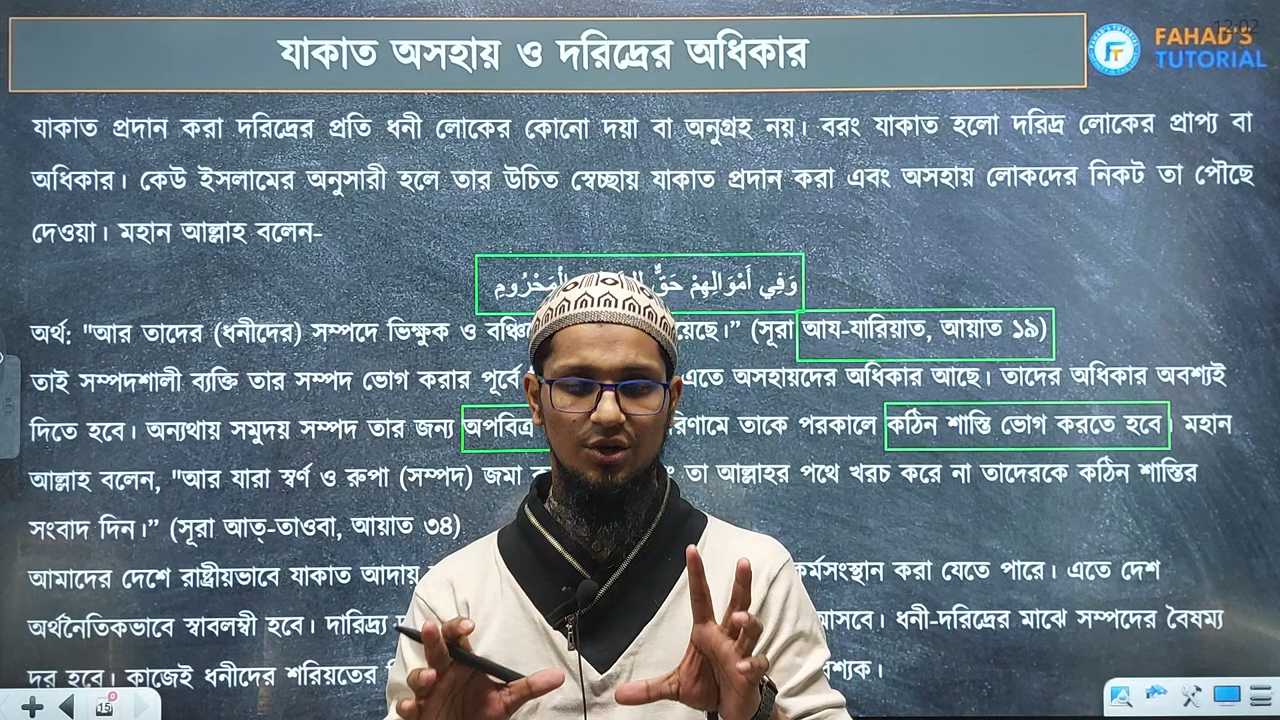 যাকাত অসহায় ও দরিদ্রের অধিকার
FAHAD'S
TUTORIAL
12:02
যাকাত প্রদান করা দরিদ্রের প্রতি ধনী লোকের কোনো দয়া বা অনুগ্রহ নয়। বরং যাকাত হলো দরিদ্র লোকের প্রাপ্য বা
অধিকার। কেউ ইসলামের অনুসারী হলে তার উচিত স্বেচ্ছায় যাকাত প্রদান করা এবং অসহায় লোকদের নিকট তা পৌছে
দেওয়া। মহান আল্লাহ বলেন-
وَفِي أَمْوَالِهِمْ حَقٌّ
অর্থ: "আর তাদের (ধনীদের) সম্পদে ভিক্ষুক ও য়েছে।” (সূরা আয-যারিয়াত, আয়াত ১৯)
তাই সম্পদশালী ব্যক্তি তার সম্পদ ভোগ করার পূর্বে এতে অসহায়দের অধিকার আছে। তাদের অধিকার অবশ্যই
দিতে হবে। অন্যথায় সমুদয় সম্পদ তার জন্য অপবিত্র তাকে পরকালে কঠিন শাস্তি ভোগ করতে হবে। মহান
আল্লাহ বলেন, "আর যারা স্বর্ণ ও রুপা (সম্পদ) জমা তা আল্লাহর পথে খরচ করে না তাদেরকে কঠিন শাস্তির
সংবাদ দিন।” (সূরা আত্-তাওবা, আয়াত ৩৪)
আমাদের দেশে রাষ্ট্রীয়ভাবে যাকাত আদায় কর্মসংস্থান করা যেতে পারে। এতে দেশ
অর্থনৈতিকভাবে স্বাবলম্বী হবে। দারিদ্র্য আসবে। ধনী-দরিদ্রের মাঝে সম্পদের বৈষম্য
দূর হবে। কাজেই ধনীদের শরিয়তের
15